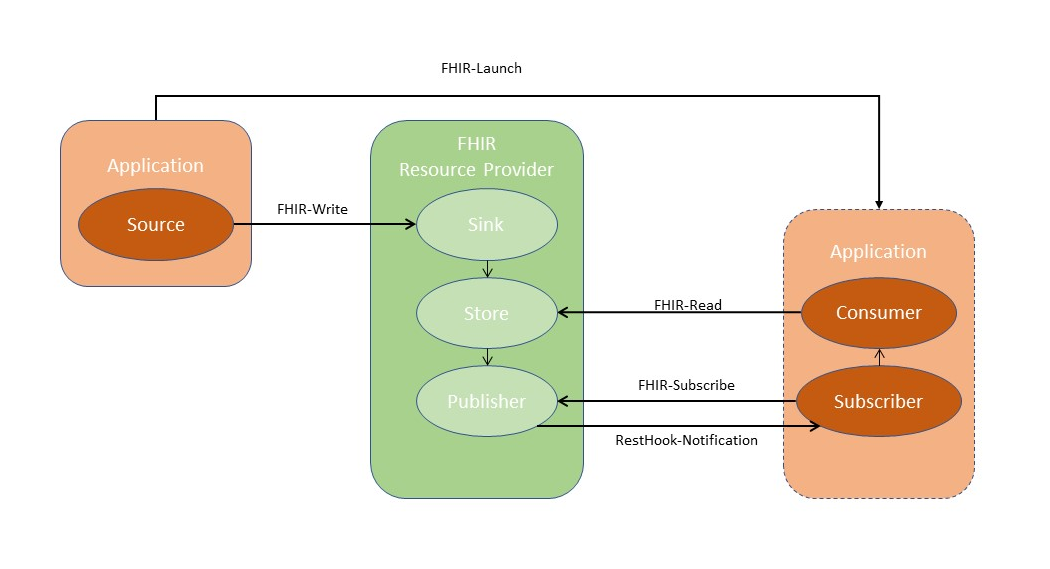 FHIR-Launch
Application
Source
FHIR-Write
FHIR
Resource Provider
Sink
Store
Publisher
FHIR-Read
FHIR-Subscribe
RestHook-Notification
Application
Consumer
Subscriber